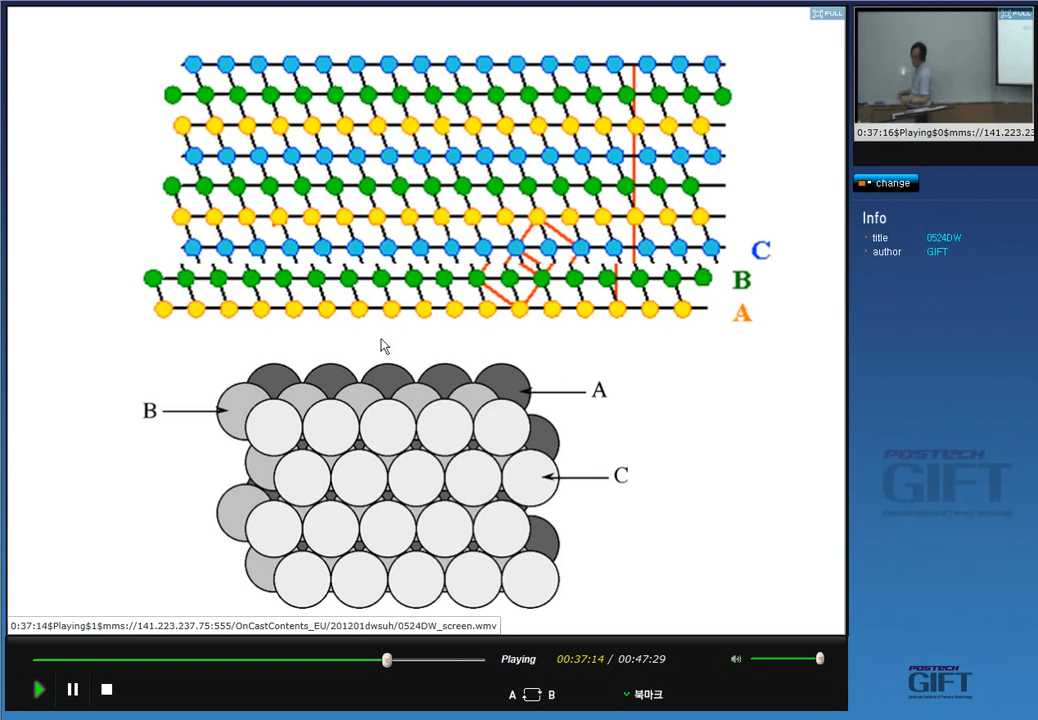 FULL
FULL
C
B
A
A
B
C
0:37:14$Playing$1$mms://141.223.237.75:555/OnCastContents_EU/201201dwsuh/0524DW_screen.wmv
Playing 00:37:14 / 00:47:29
A B 북마크
0:37:16$Playing$0$mms://141.223.23
change
Info
title 0524DW
author GIFT
POSTECH
GIFT
POSTECH
GIFT